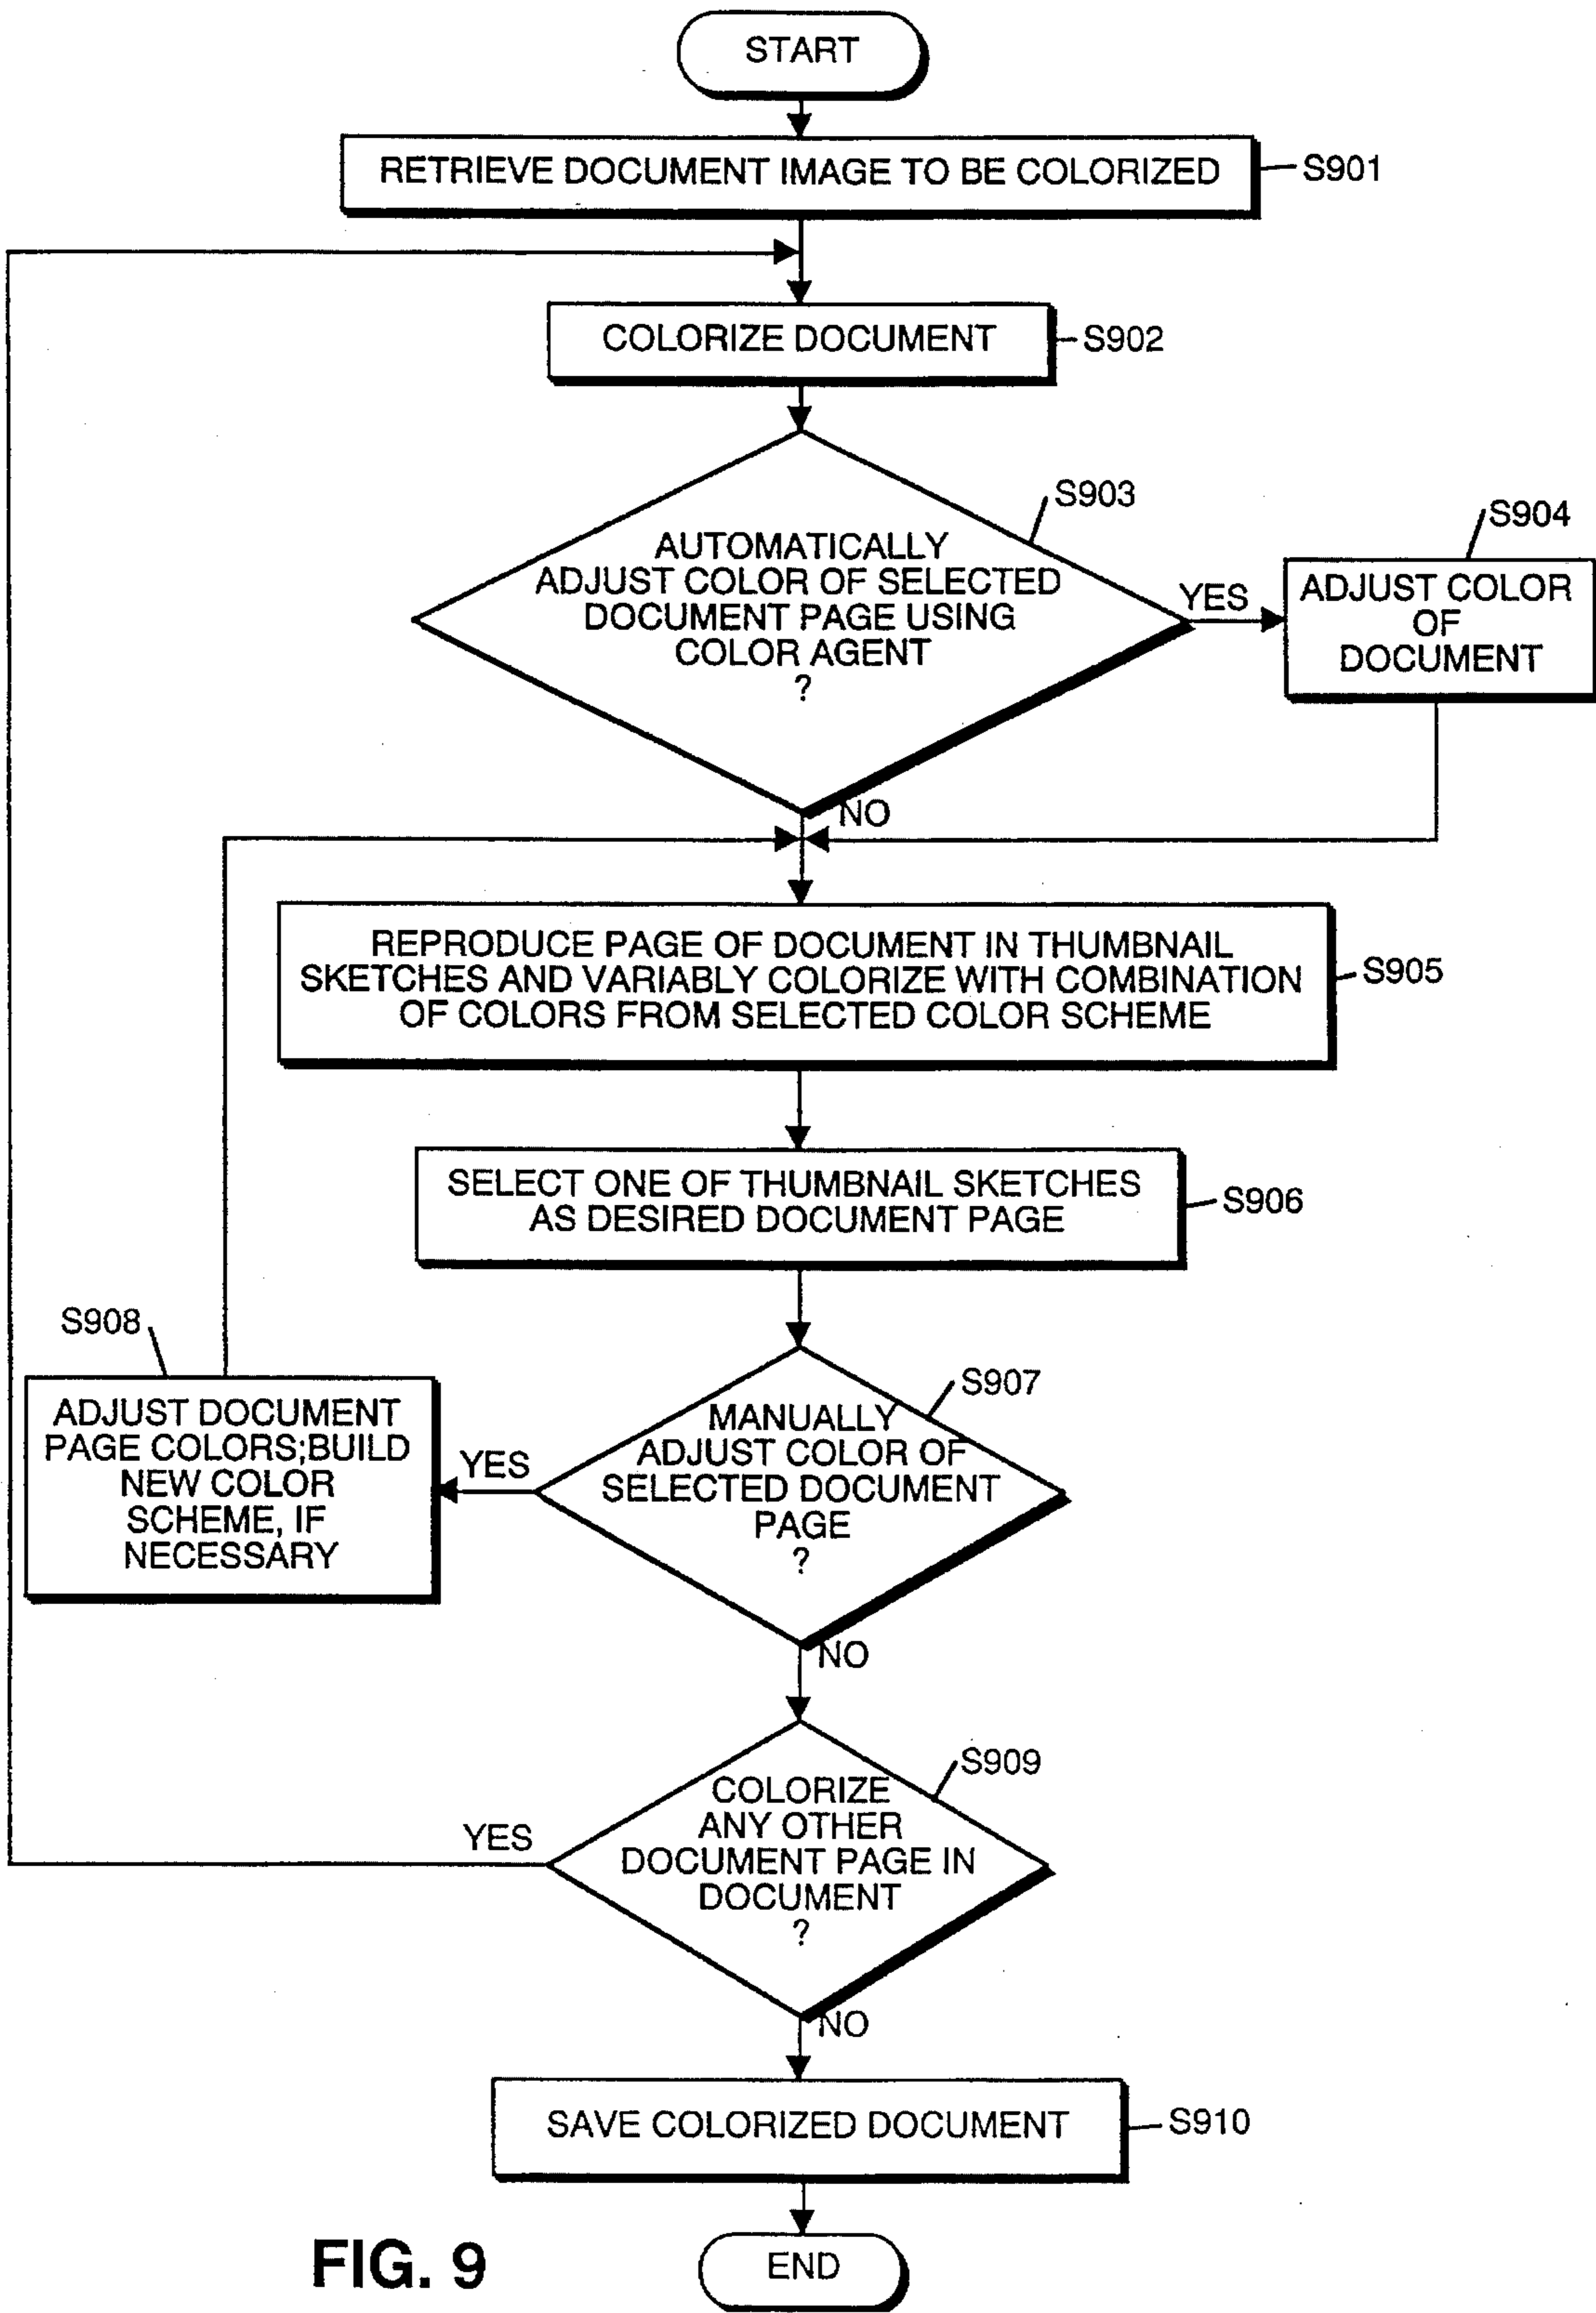 START
RETRIEVE DOCUMENT IMAGE TO BE COLORIZED
S901
COLORIZE DOCUMENT
S902
S903
AUTOMATICALLY
ADJUST COLOR OF SELECTED
DOCUMENT PAGE USING
COLOR AGENT
?
YES
S904
ADJUST COLOR
OF
DOCUMENT
NO
REPRODUCE PAGE OF DOCUMENT IN THUMBNAIL
SKETCHES AND VARIABLY COLORIZE WITH COMBINATION
OF COLORS FROM SELECTED COLOR SCHEME
S905
SELECT ONE OF THUMBNAIL SKETCHES
AS DESIRED DOCUMENT PAGE
S906
S907
MANUALLY
ADJUST COLOR OF
SELECTED DOCUMENT
PAGE
?
YES
S908
ADJUST DOCUMENT
PAGE COLORS;BUILD
NEW COLOR
SCHEME, IF
NECESSARY
NO
S909
COLORIZE
ANY OTHER
DOCUMENT PAGE IN
DOCUMENT
?
YES
NO
SAVE COLORIZED DOCUMENT
S910
END
FIG. 9